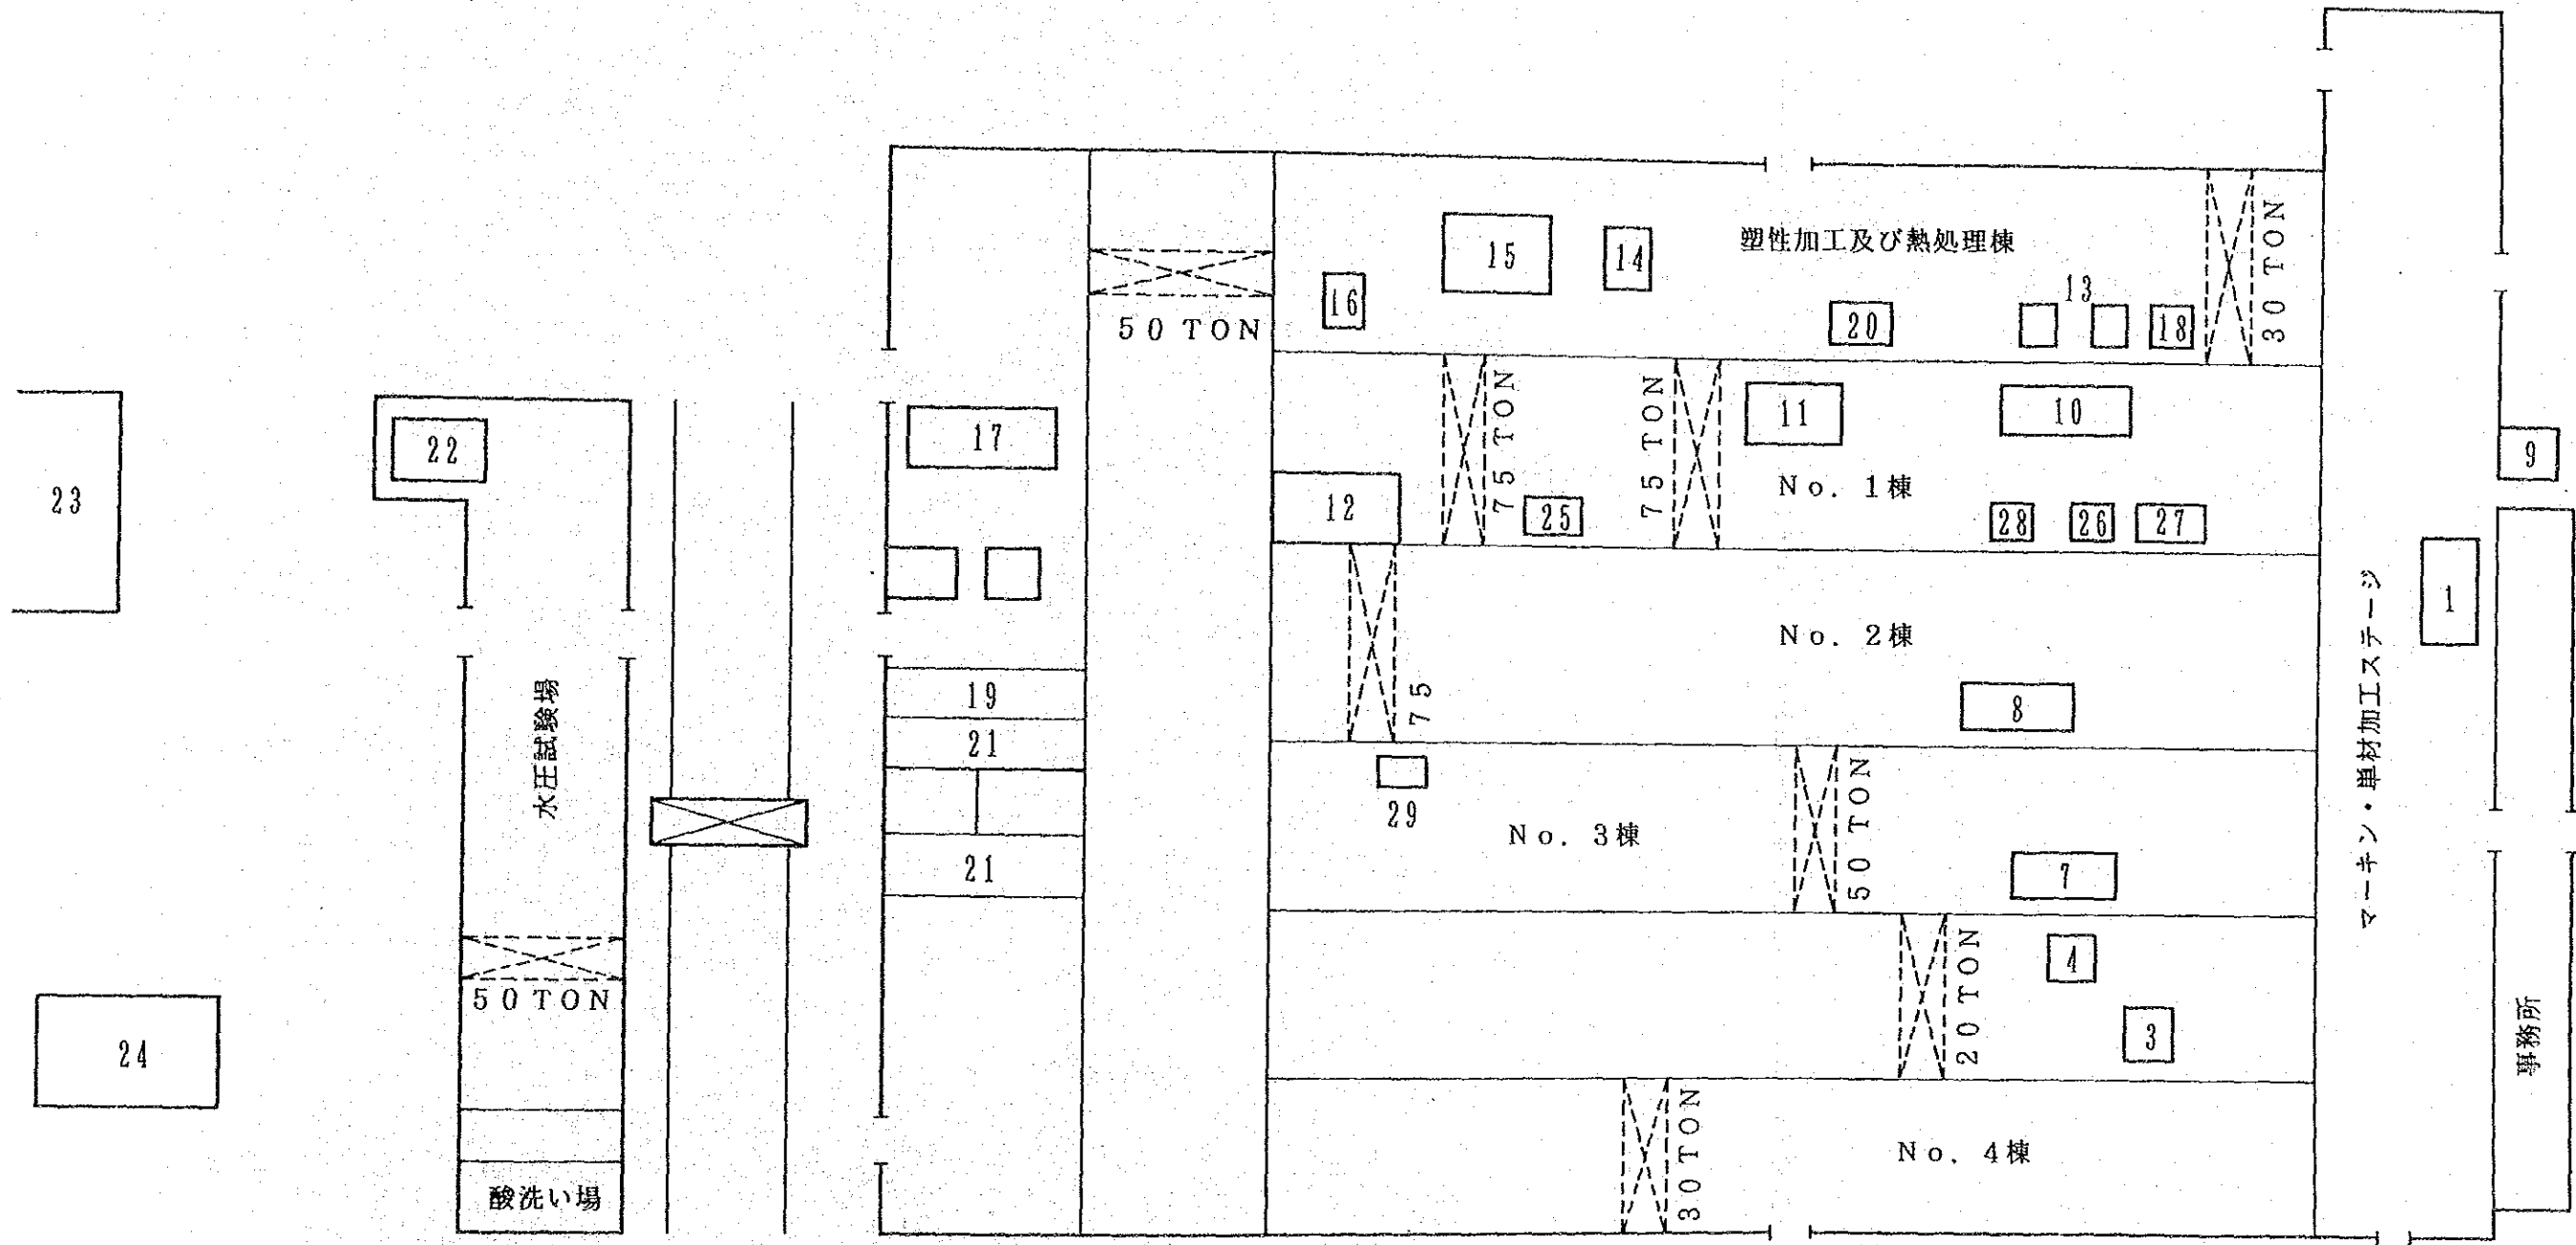 50 TON
15
14
16
塑性加工及び熱処理棟
20
13
18
30 TON
23
22
17
75 TON
75 TON
11
10
9
12
25
No. 1棟
28
26
27
1
マーキン・単材加工ステージ
水圧試験場
19
21
21
75
No. 2棟
8
29
No. 3棟
50 TON
7
50 TON
24
20 TON
4
3
事務所
30 TON
No. 4棟
酸洗い場